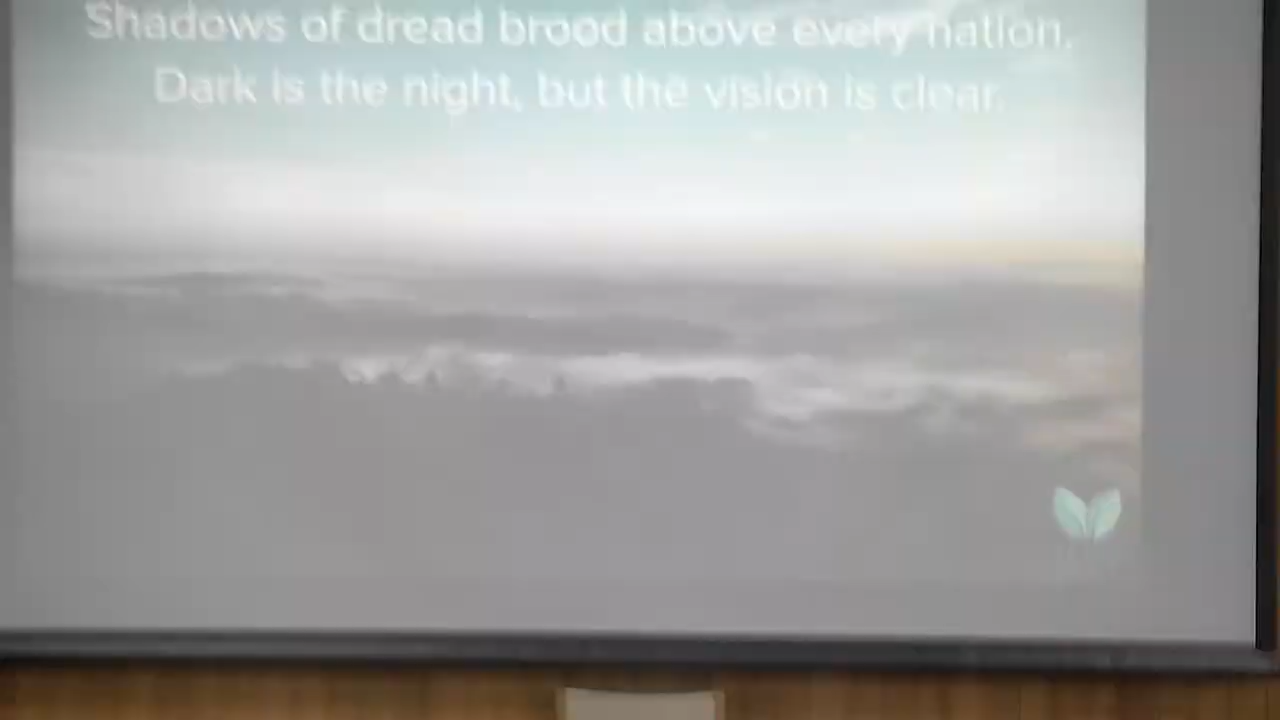 Shadows of dread brood above every nation.
Dark is the night, but the vision is clear.